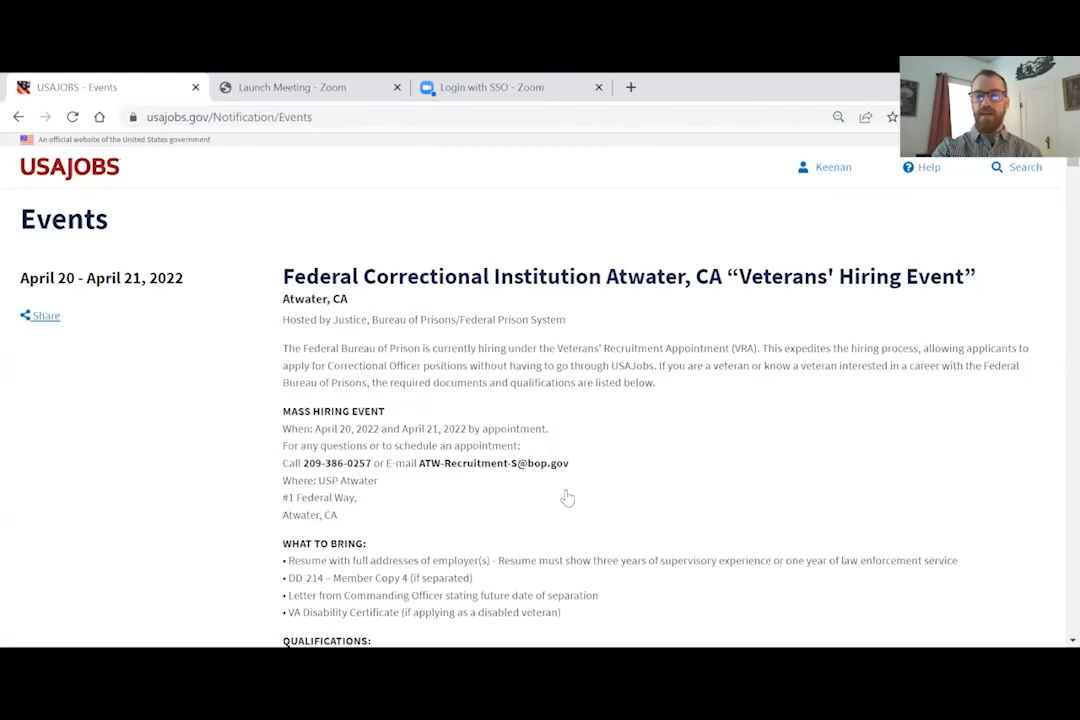 USAJOBS - Events
Launch Meeting - Zoom
Login with SSO - Zoom
usajobs.gov/Notification/Events
An official website of the United States government
USAJOBS
Keenan
Help
Search
Events
April 20 - April 21, 2022
Share
Federal Correctional Institution Atwater, CA “Veterans' Hiring Event”
Atwater, CA
Hosted by Justice, Bureau of Prisons/Federal Prison System
The Federal Bureau of Prison is currently hiring under the Veterans' Recruitment Appointment (VRA). This expedites the hiring process, allowing applicants to
apply for Correctional Officer positions without having to go through USAJobs. If you are a veteran or know a veteran interested in a career with the Federal
Bureau of Prisons, the required documents and qualifications are listed below.
MASS HIRING EVENT
When: April 20, 2022 and April 21, 2022 by appointment.
For any questions or to schedule an appointment:
Call 209-386-0257 or E-mail ATW-Recruitment-S@bop.gov
Where: USP Atwater
#1 Federal Way,
Atwater, CA
WHAT TO BRING:
• Resume with full addresses of employer(s) - Resume must show three years of supervisory experience or one year of law enforcement service
• DD-214 – Member Copy 4 (if separated)
• Letter from Commanding Officer stating future date of separation
• VA Disability Certificate (if applying as a disabled veteran)
QUALIFICATIONS: